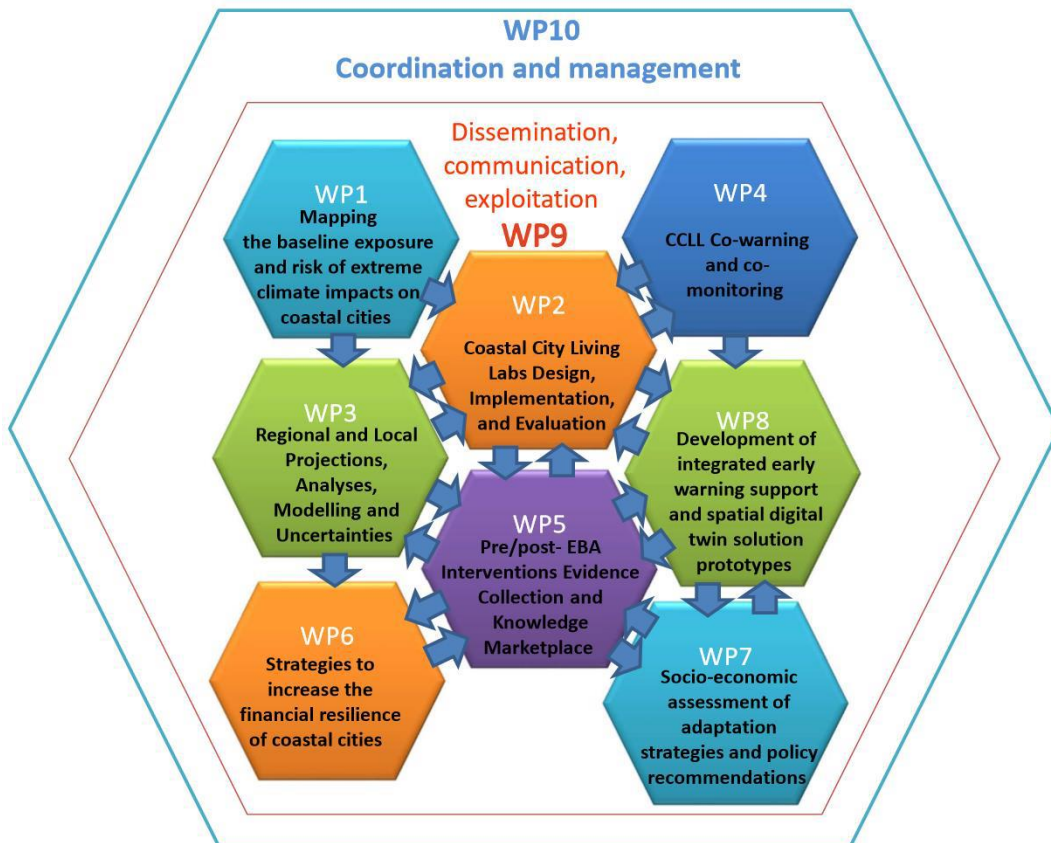 WP10
Coordination and management
Dissemination,
communication,
exploitation
WP9
WP1
Mapping
the baseline exposure
and risk of extreme
climate impacts on
coastal cities
WP4
CCLL Co-warning
and co-
monitoring
WP2
Coastal City Living
Labs Design,
Implementation,
and Evaluation
WP3
Regional and Local
Projections,
Analyses,
Modelling and
Uncertainties
WP8
Development of
integrated early
warning support
and spatial digital
twin solution
prototypes
WP5
Pre/post- EBA
Interventions Evidence
Collection and
Knowledge
Marketplace
WP6
Strategies to
increase the
financial resilience
of coastal cities
WP7
Socio-economic
assessment of
adaptation
strategies and policy
recommendations